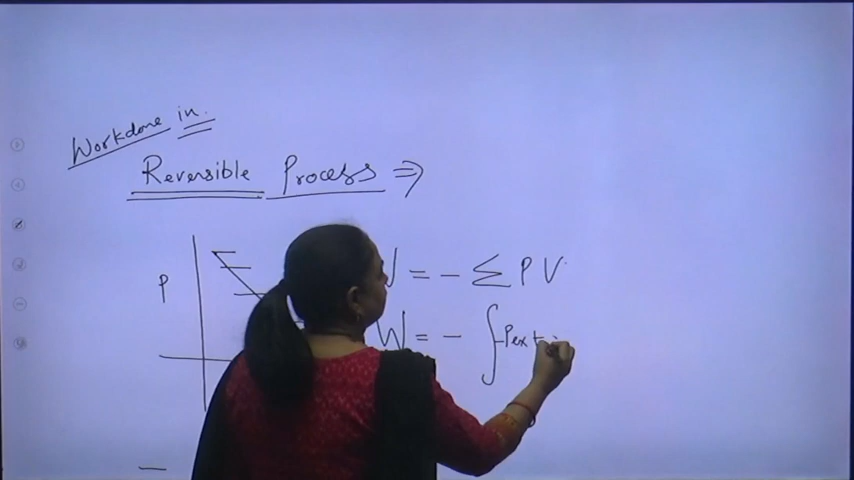 Workdone in.
Reversible Process ⇒
P
W = - Σ P V
W = - ∫ Pext